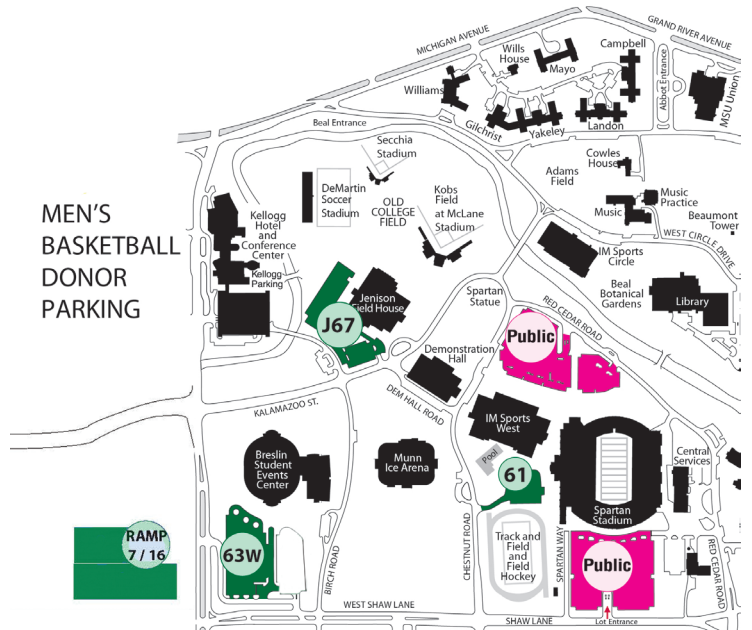 MICHIGAN AVENUE
GRAND RIVER AVENUE
Wills
House
Mayo
Campbell
Abbot Entrance
MSU Union
Williams
Gilchrist
Yakeley
Landon
Beal Entrance
Secchia
Stadium
Cowles
House
Adams
Field
DeMartin
Soccer
Stadium
OLD
COLLEGE
FIELD
Kobs
Field
at McLane
Stadium
Music
Practice
Music
Beaumont
Tower
WEST CIRCLE DRIVE
MEN'S
BASKETBALL
DONOR
PARKING
Kellogg
Hotel
and
Conference
Center
Kellogg
Parking
IM Sports
Circle
Beal
Botanical
Gardens
Library
Spartan
Statue
RED CEDAR ROAD
Jenison
Field House
J67
Public
Demonstration
Hall
DEM HALL ROAD
KALAMAZOO ST.
IM Sports
West
Pool
Breslin
Student
Events
Center
Munn
Ice Arena
61
Central
Services
Spartan
Stadium
RAMP
7 / 16
63W
BIRCH ROAD
CHESTNUT ROAD
Track and
Field
and
Field
Hockey
SPARTAN WAY
Public
RED CEDAR ROAD
WEST SHAW LANE
SHAW LANE
Lot Entrance